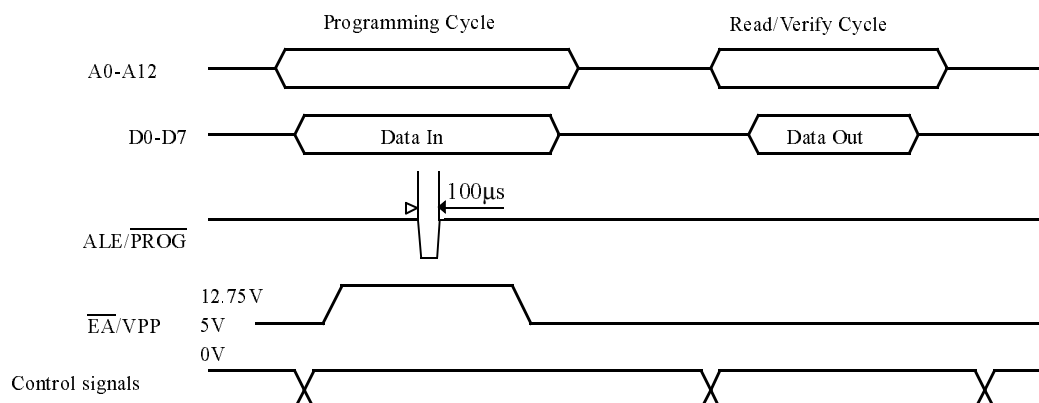 Programming Cycle
Read/Verify Cycle
A0-A12
D0-D7
Data In
Data Out
100μs
ALE/PROG
12.75V
EA/VPP
5V
0V
Control signals